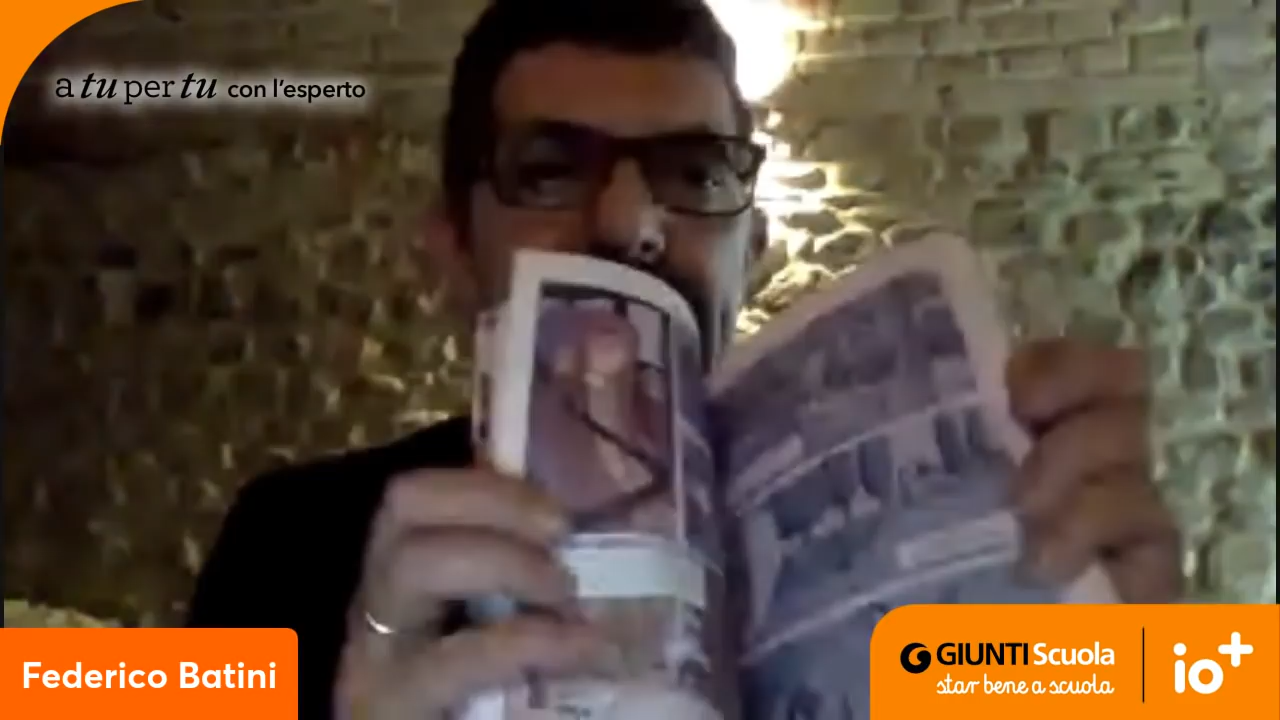 a tu per tu con l'esperto
Federico Batini
GIUNTI Scuola
star bene a scuola
io+